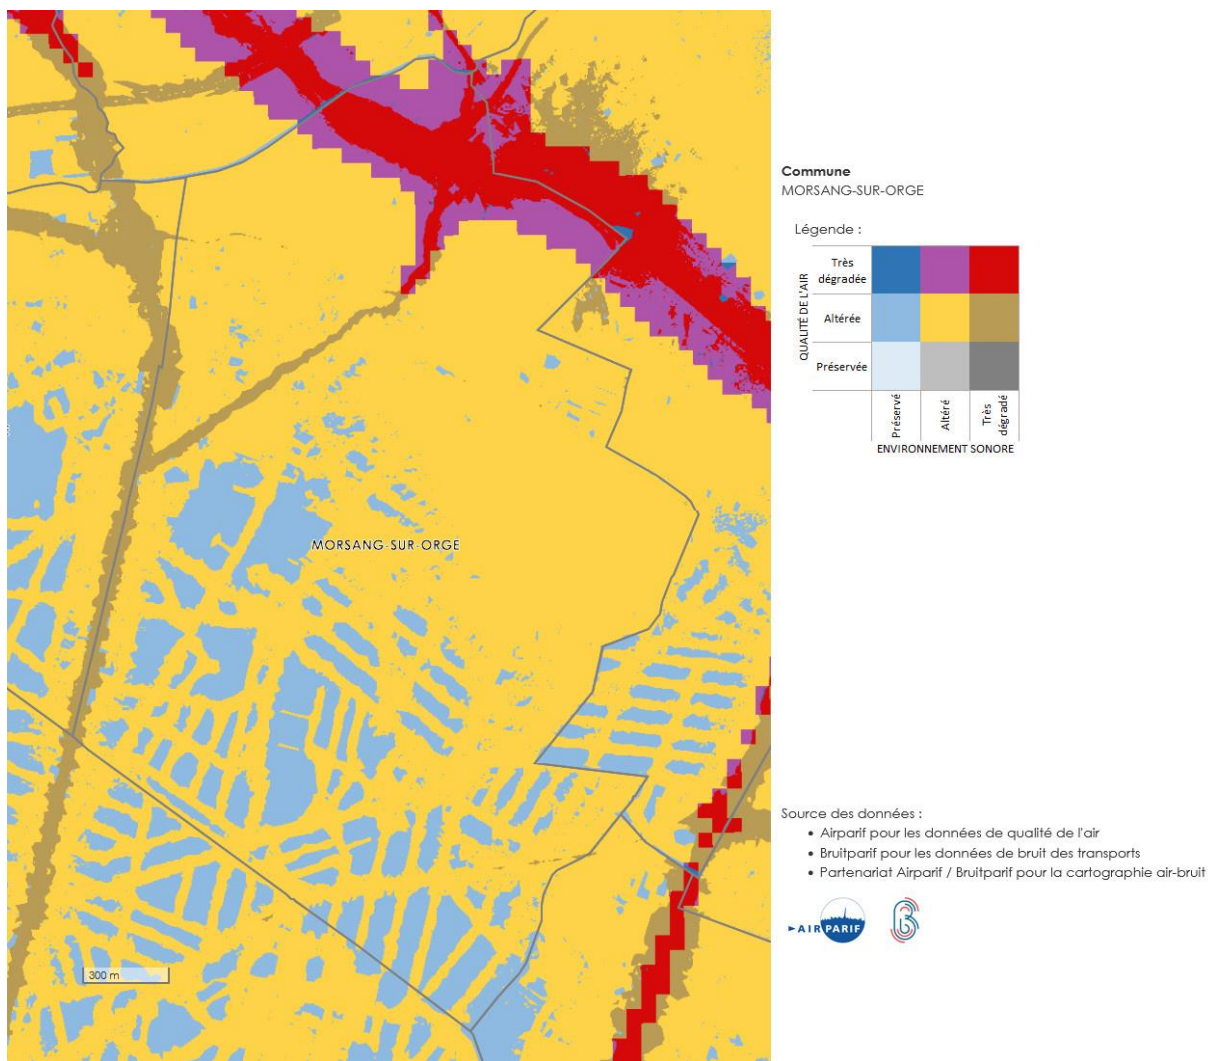 Commune
MORSANG-SUR-ORGE
Légende :
QUALITÉ DE L'AIR
Très
dégradée
Altérée
Préservée
Préservé
Altéré
Très
dégradé
ENVIRONNEMENT SONORE
MORSANG-SUR-ORGE
Source des données :
• Airparif pour les données de qualité de l'air
• Bruitparif pour les données de bruit des transports
• Partenariat Airparif / Bruitparif pour la cartographie air-bruit
AIRPARIF
300 m